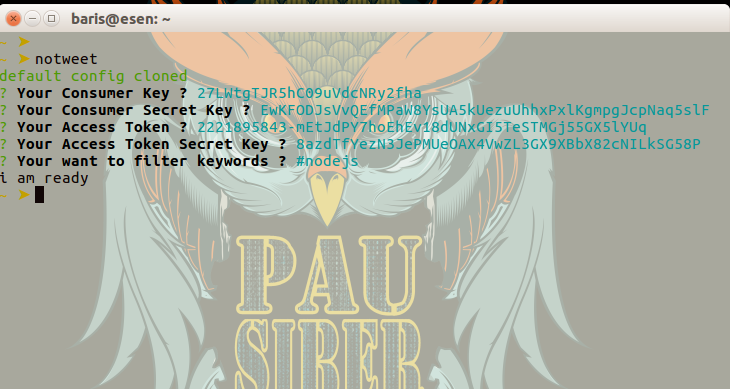 baris@esen: ~
~ ➤
~ ➤ notweet
default config cloned
? Your Consumer Key ? 27LWtgTJR5hC09uVdcNRy2fha
? Your Consumer Secret Key ? EwKFODJsVvQEfMPaW8YsUA5kUezuUhhxPxlKgmpgJcpNaq5slF
? Your Access Token ? 2221895843-mEtJdPY7hoEhEv18dUNxGI5TeSTMGj55GX5lYUq
? Your Access Token Secret Key ? 8azdTfYezN3JePMUeOAX4VwZL3GX9XBbX82cNILkSG58P
? Your want to filter keywords ? #nodejs
i am ready
~ ➤
PAU
SIBER